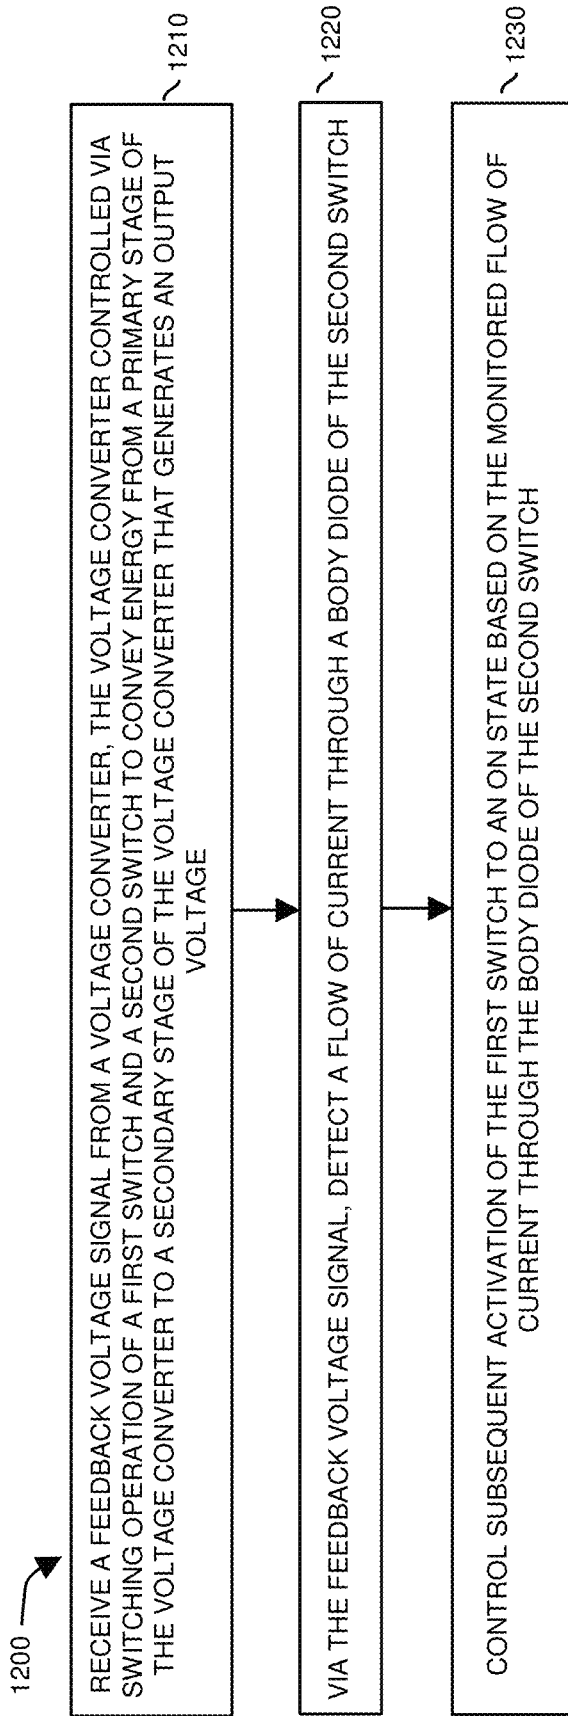 1200
RECEIVE A FEEDBACK VOLTAGE SIGNAL FROM A VOLTAGE CONVERTER, THE VOLTAGE CONVERTER CONTROLLED VIA
SWITCHING OPERATION OF A FIRST SWITCH AND A SECOND SWITCH TO CONVEY ENERGY FROM A PRIMARY STAGE OF
THE VOLTAGE CONVERTER TO A SECONDARY STAGE OF THE VOLTAGE CONVERTER THAT GENERATES AN OUTPUT
VOLTAGE
1210
VIA THE FEEDBACK VOLTAGE SIGNAL, DETECT A FLOW OF CURRENT THROUGH A BODY DIODE OF THE SECOND SWITCH
1220
CONTROL SUBSEQUENT ACTIVATION OF THE FIRST SWITCH TO AN ON STATE BASED ON THE MONITORED FLOW OF
CURRENT THROUGH THE BODY DIODE OF THE SECOND SWITCH
1230